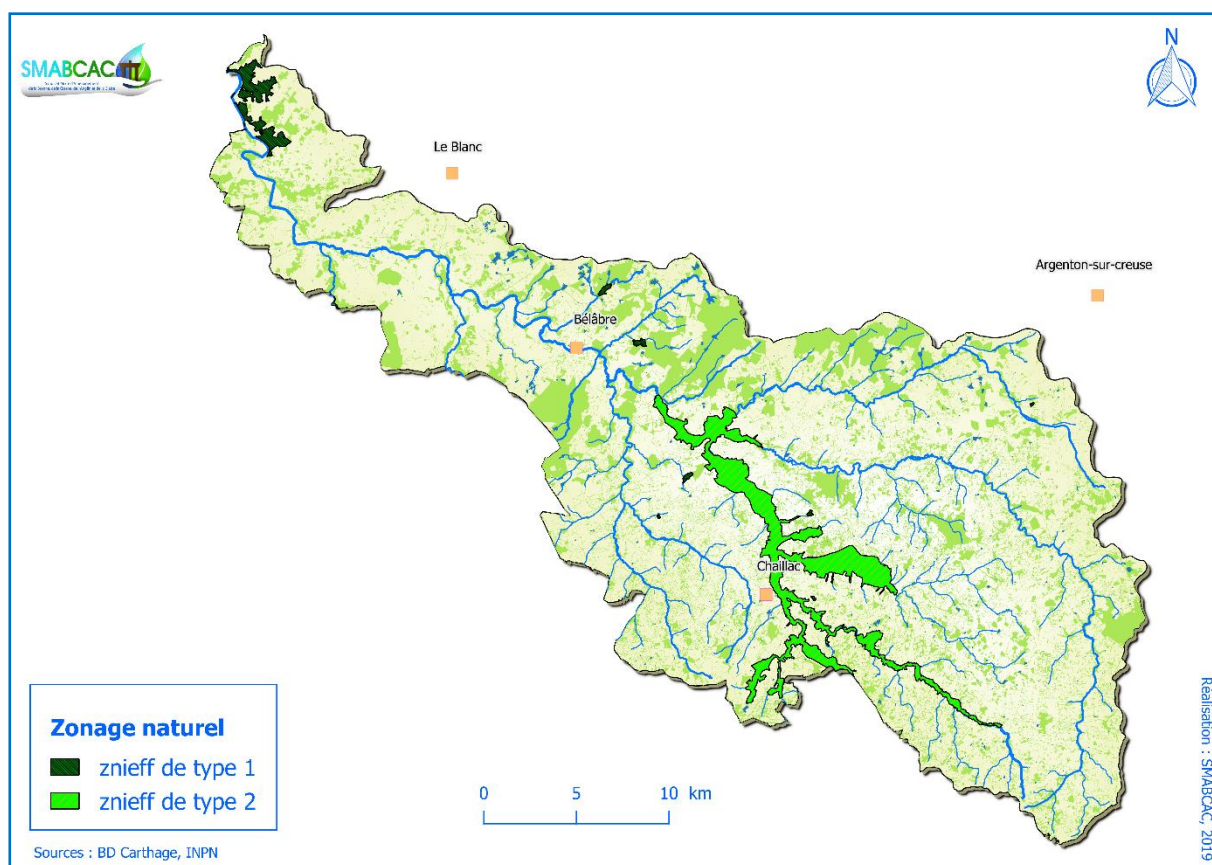 SMABCAC
N
Le Blanc
Argenton-sur-creuse
Bélâbre
Chaillac
Zonage naturel
znieff de type 1
znieff de type 2
0 5 10 km
Sources : BD Carthage, INPN
Réalisation : SMABCAC, 2019